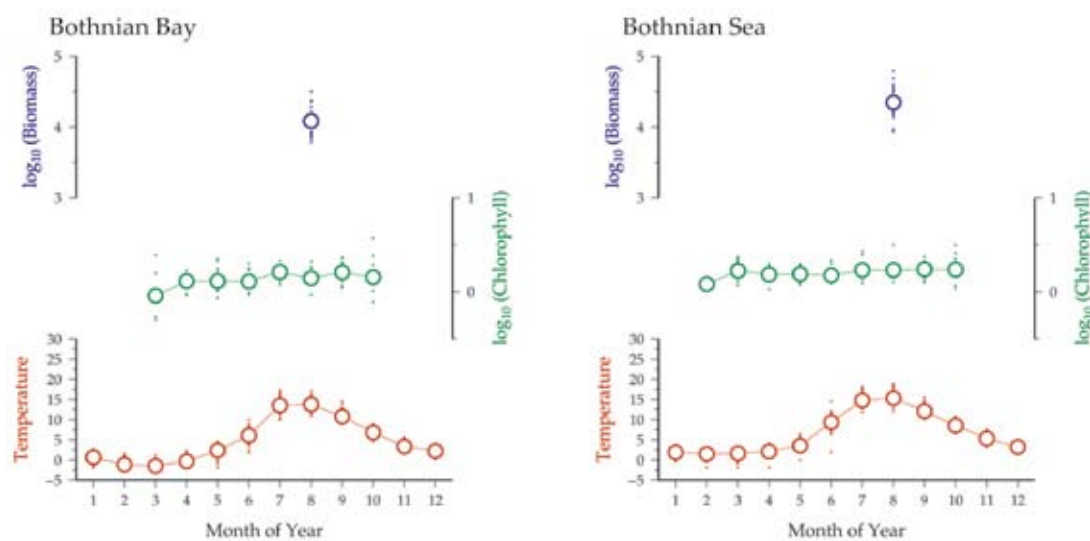 Bothnian Bay
log₁₀ (Biomass)
5
4
3
log₁₀ (Chlorophyll)
1
0
Temperature
30
25
20
15
10
5
0
−5
1 2 3 4 5 6 7 8 9 10 11 12
Month of Year
Bothnian Sea
log₁₀ (Biomass)
5
4
3
log₁₀ (Chlorophyll)
1
0
Temperature
30
25
20
15
10
5
0
−5
1 2 3 4 5 6 7 8 9 10 11 12
Month of Year